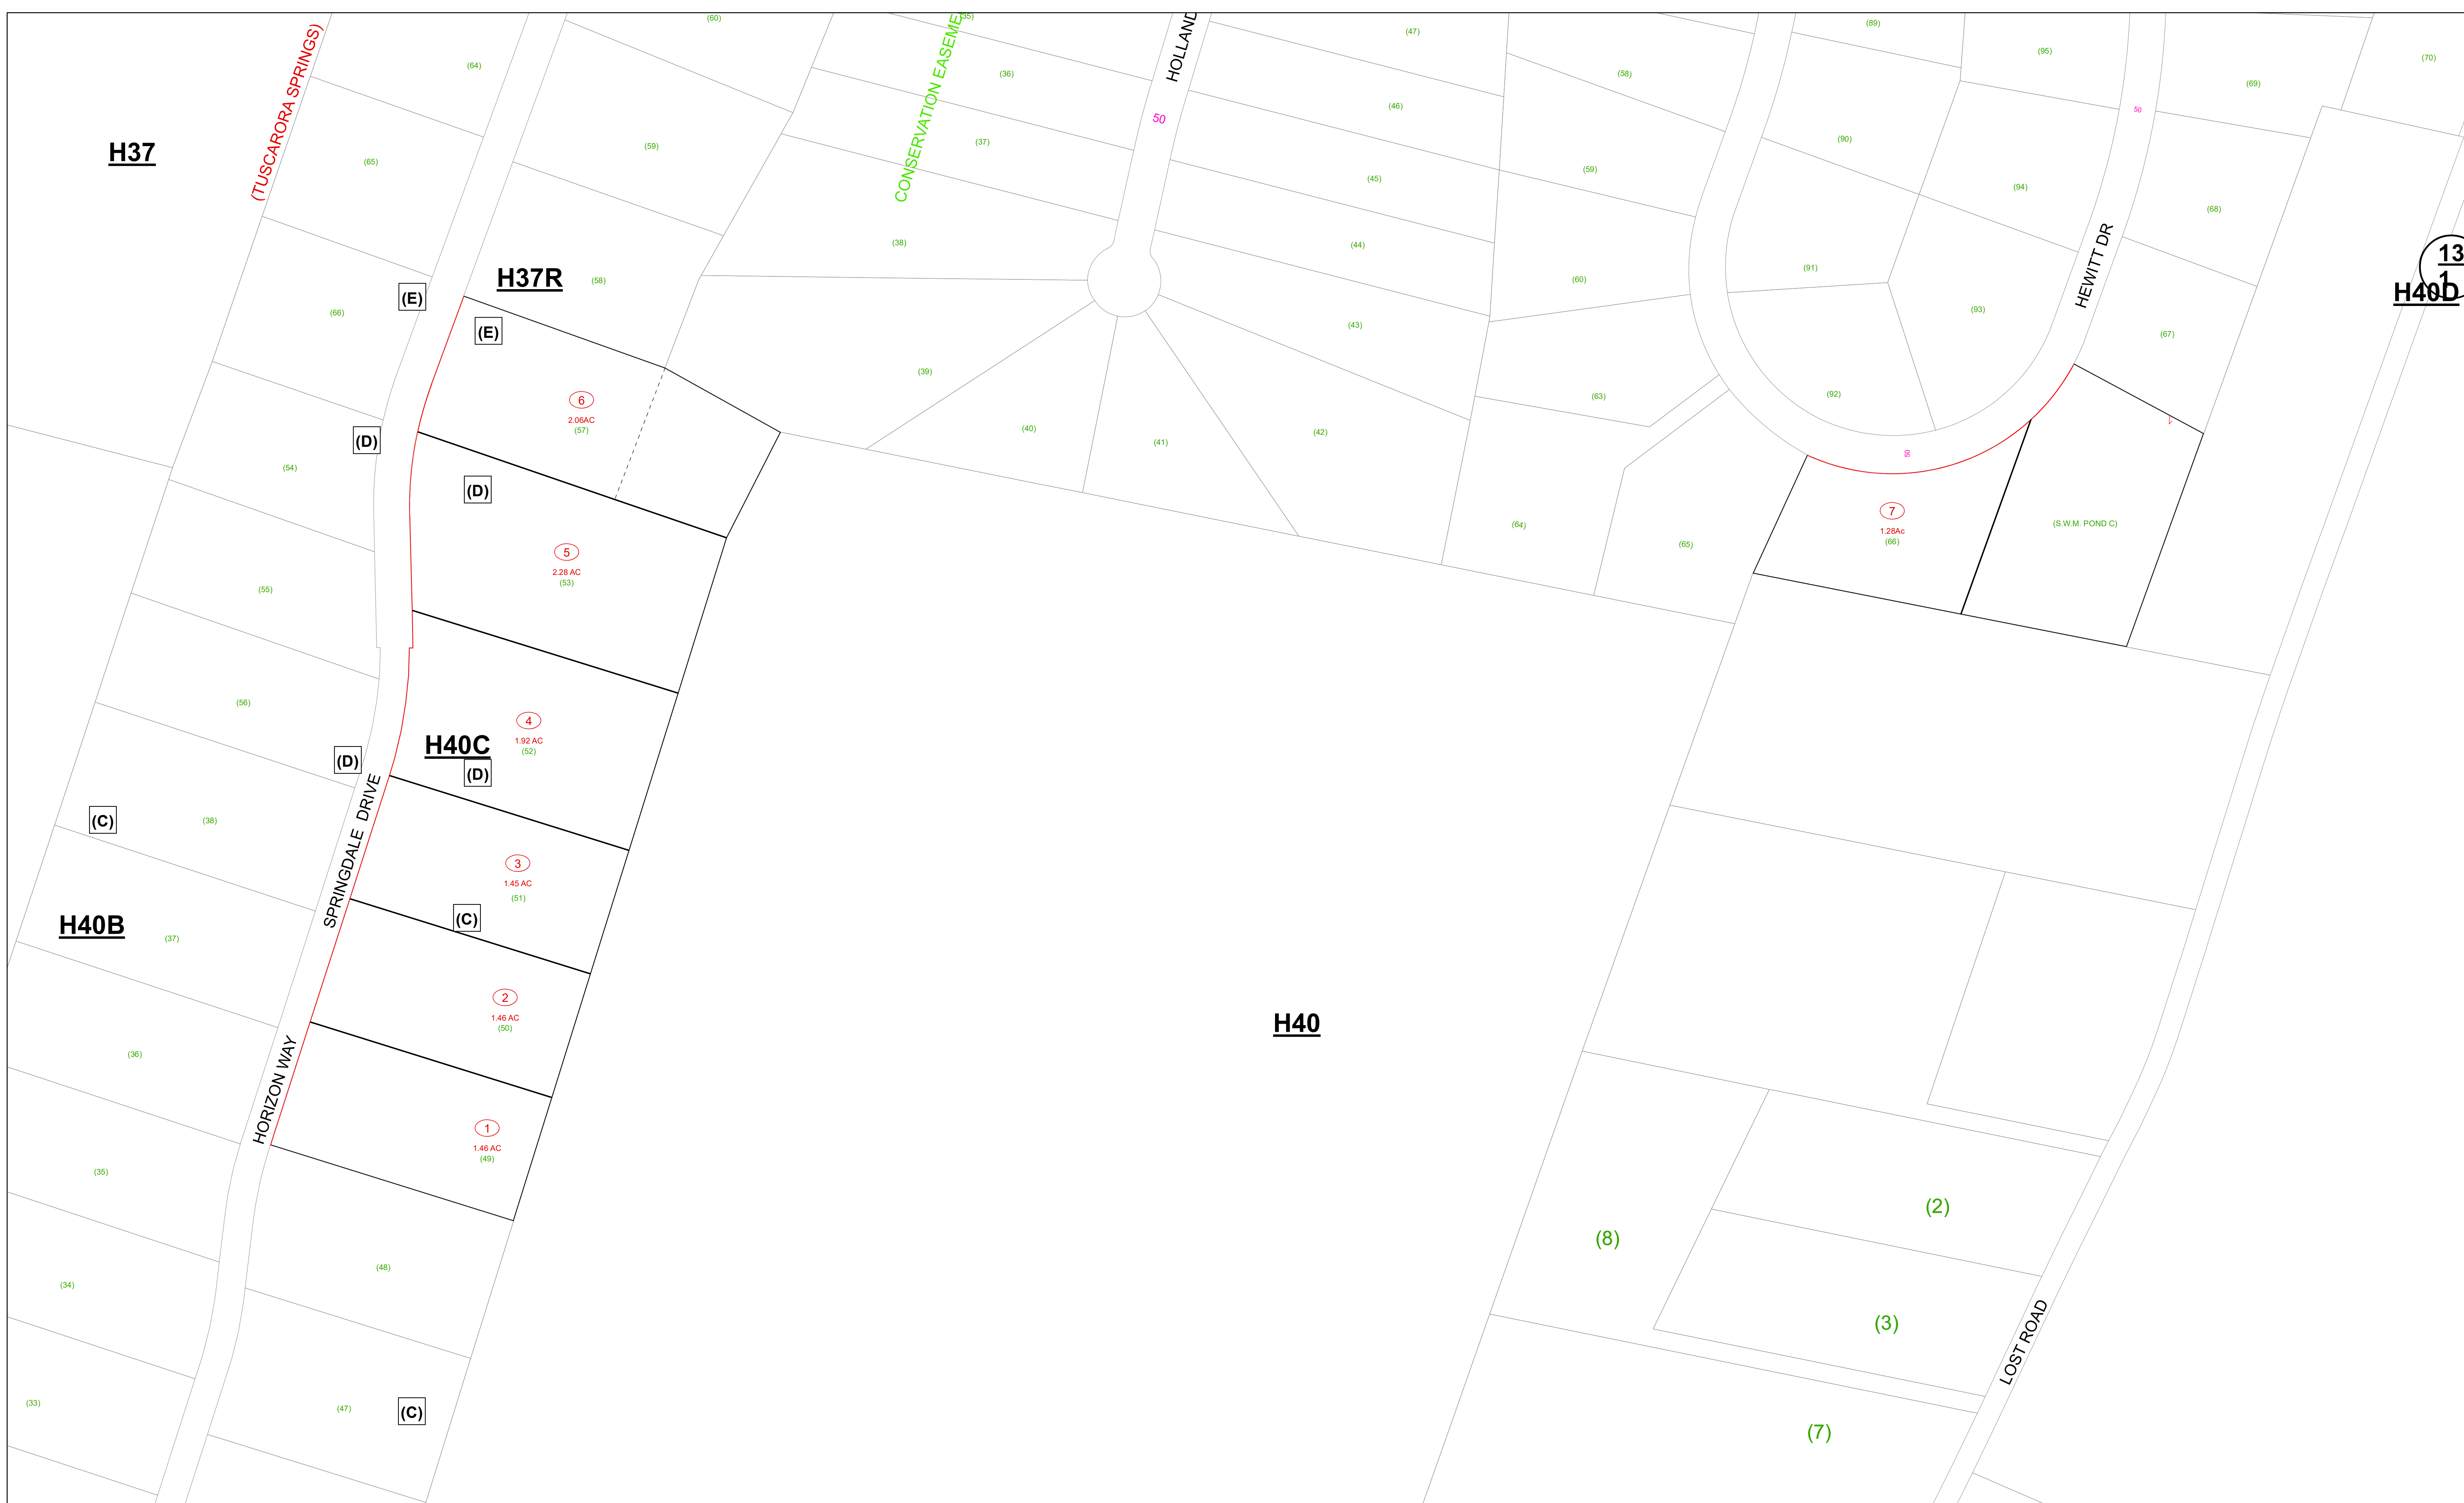 (60)
(35)
(47)
(89)
(95)
(70)
(64)
(TUSCARORA SPRINGS)
CONSERVATION EASEME
HOLLAND
(36)
(58)
(69)
(46)
50
50
(37)
(90)
H37
(59)
(65)
(59)
(45)
(94)
(68)
(38)
(44)
HEWITT DR
13
1
H40D
(91)
H37R
(58)
(60)
(E)
(66)
(E)
(43)
(93)
(67)
(39)
(92)
(63)
6
2.06AC
(57)
(40)
(41)
(42)
(D)
50
(54)
(D)
7
1.28Ac
(66)
(S.W.M. POND C)
(64)
(65)
5
2.28 AC
(53)
(55)
(56)
4
1.92 AC
(52)
H40C
(D)
(D)
SPRINGDALE DRIVE
(C)
(38)
3
1.45 AC
(51)
(C)
H40B
(37)
2
1.46 AC
(50)
H40
(36)
HORIZON WAY
1
1.46 AC
(49)
(35)
(2)
(8)
(48)
(34)
(3)
LOST ROAD
(33)
(47)
(C)
(7)